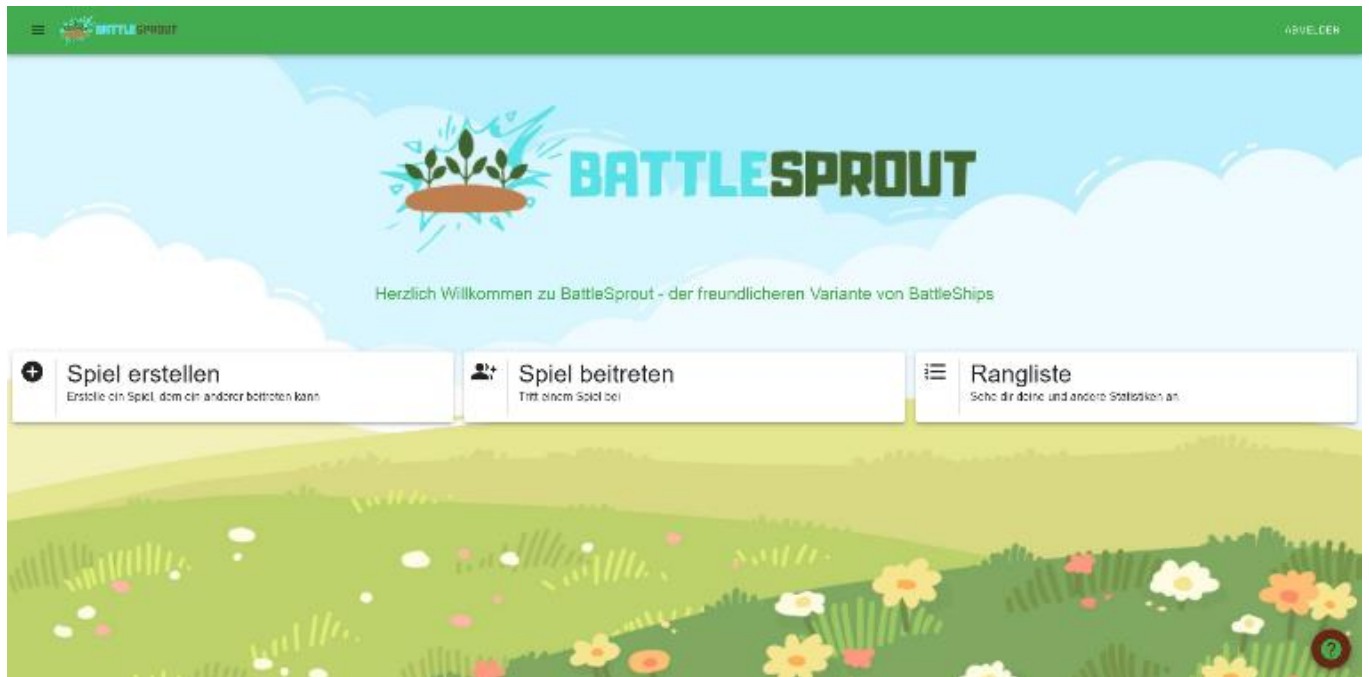 BATTLESPROUT
ABMELDEN
BATTLESPROUT
Herzlich Willkommen zu BattleSprout - der freundlicheren Variante von BattleShips
Spiel erstellen
Erstelle ein Spiel, dem ein anderer beitreten kann
Spiel beitreten
Tritt einem Spiel bei
Rangliste
Sehe dir deine und andere Statistiken an
?